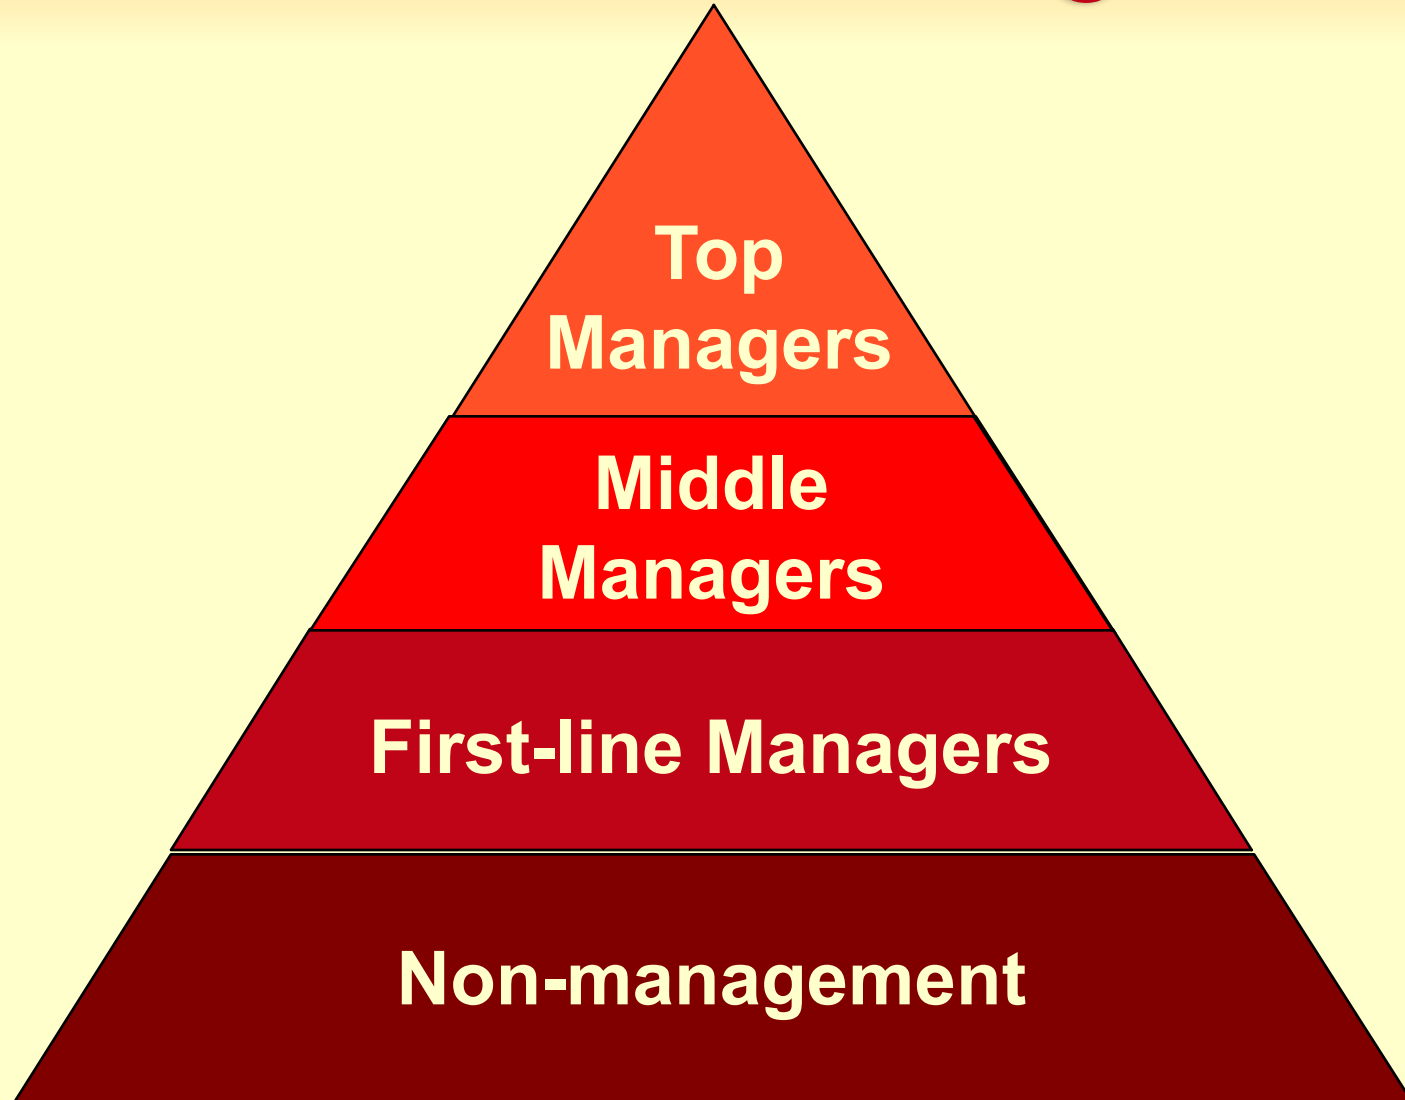 Top
Managers
Middle
Managers
First-line Managers
Non-management